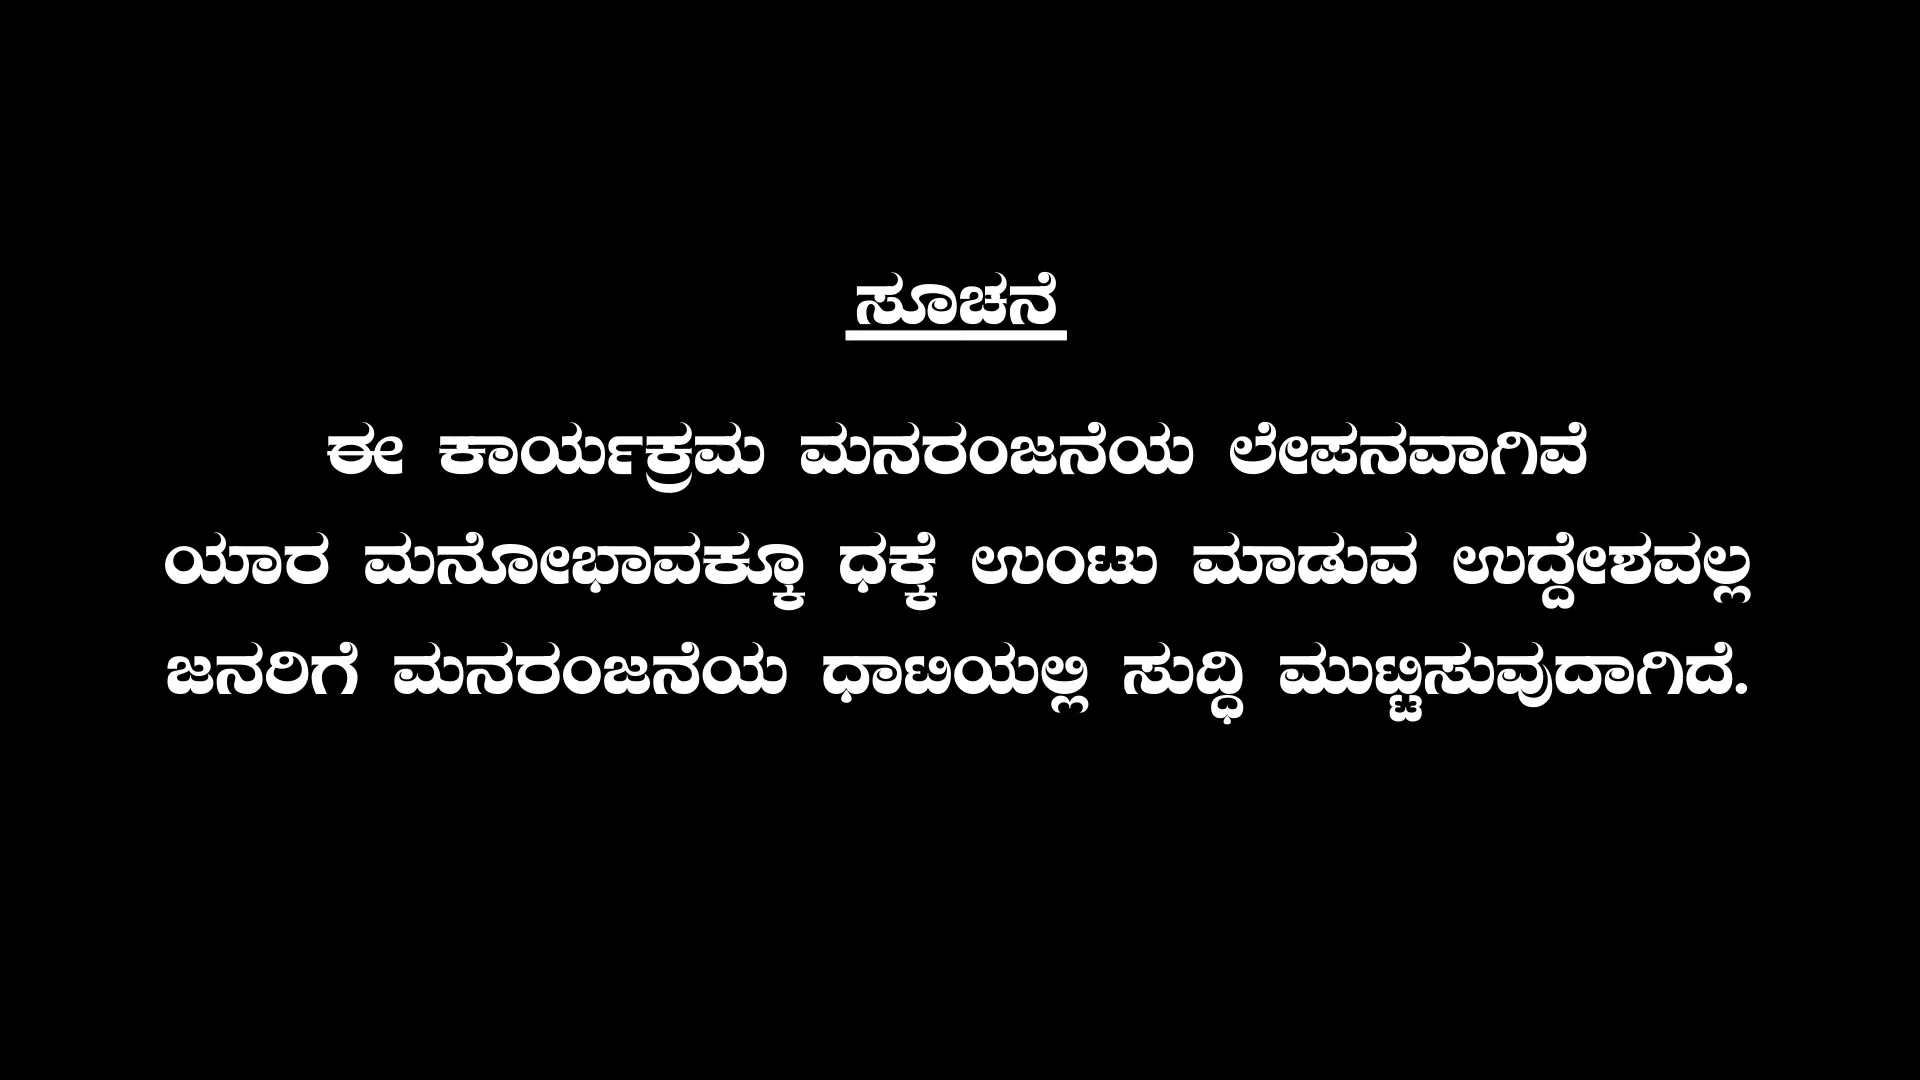 ಸೂಚನೆ
ಈ ಕಾರ್ಯಕ್ರಮ ಮನರಂಜನೆಯ ಲೇಪನವಾಗಿವೆ
ಯಾರ ಮನೋಭಾವಕ್ಕೂ ಧಕ್ಕೆ ಉಂಟು ಮಾಡುವ ಉದ್ದೇಶವಲ್ಲ
ಜನರಿಗೆ ಮನರಂಜನೆಯ ಧಾಟಿಯಲ್ಲಿ ಸುದ್ಧಿ ಮುಟ್ಟಿಸುವುದಾಗಿದೆ.